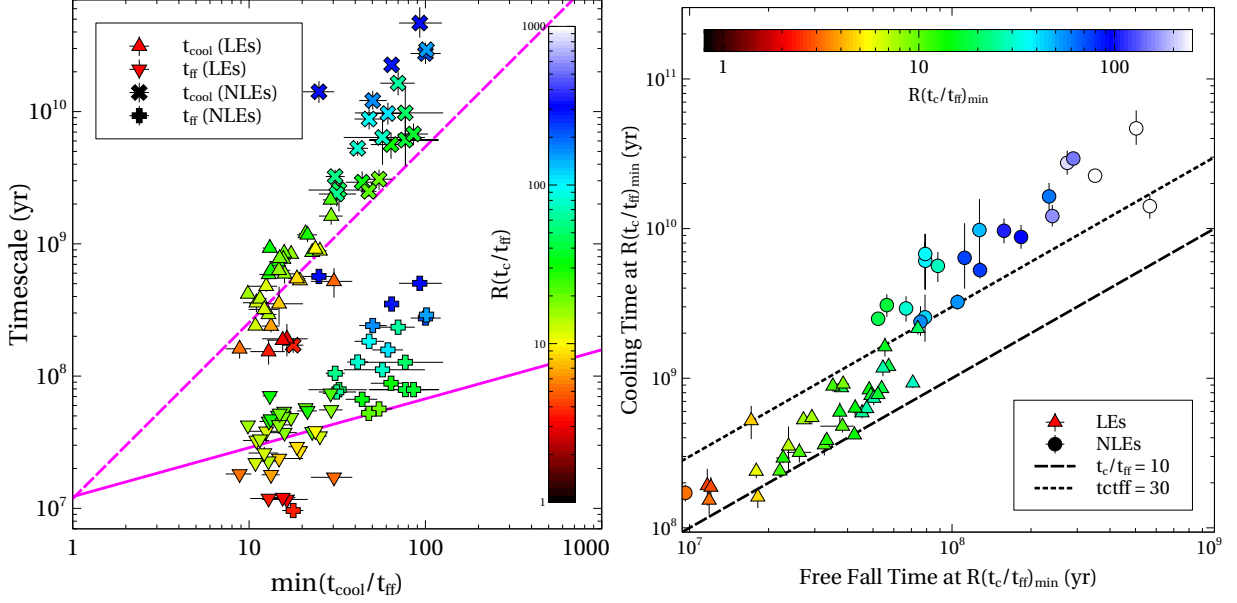 t_cool (LEs)
t_ff (LEs)
t_cool (NLEs)
t_ff (NLEs)
Timescale (yr)
10^10
10^9
10^8
10^7
1
10
100
1000
min(t_cool/t_ff)
1000
100
10
1
R(t_c/t_ff)
1
10
100
R(t_c/t_ff)_min
Cooling Time at R(t_c/t_ff)_min (yr)
10^11
10^10
10^9
10^8
LEs
NLEs
t_c/t_ff = 10
tctff = 30
10^7
10^8
10^9
Free Fall Time at R(t_c/t_ff)_min (yr)